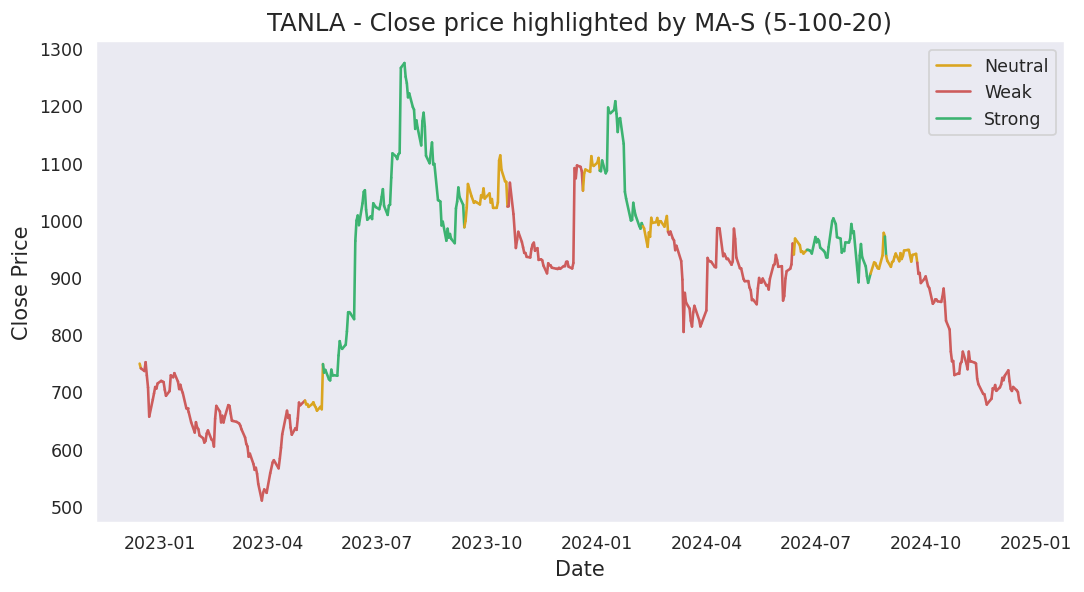 TANLA - Close price highlighted by MA-S (5-100-20)
Neutral
Weak
Strong
Close Price
1300
1200
1100
1000
900
800
700
600
500
2023-01 2023-04 2023-07 2023-10 2024-01 2024-04 2024-07 2024-10 2025-01
Date